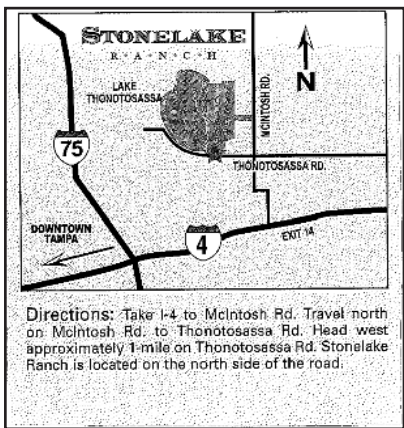 STONELAKE
R·A·N·C·H
LAKE
THONOTOSASSA
MCINTOSH RD.
N
75
THONOTOSASSA RD.
DOWNTOWN
TAMPA
4
EXIT 14
Directions: Take I-4 to McIntosh Rd. Travel north
on McIntosh Rd. to Thonotosassa Rd. Head west
approximately 1-mile on Thonotosassa Rd. Stonelake
Ranch is located on the north side of the road.